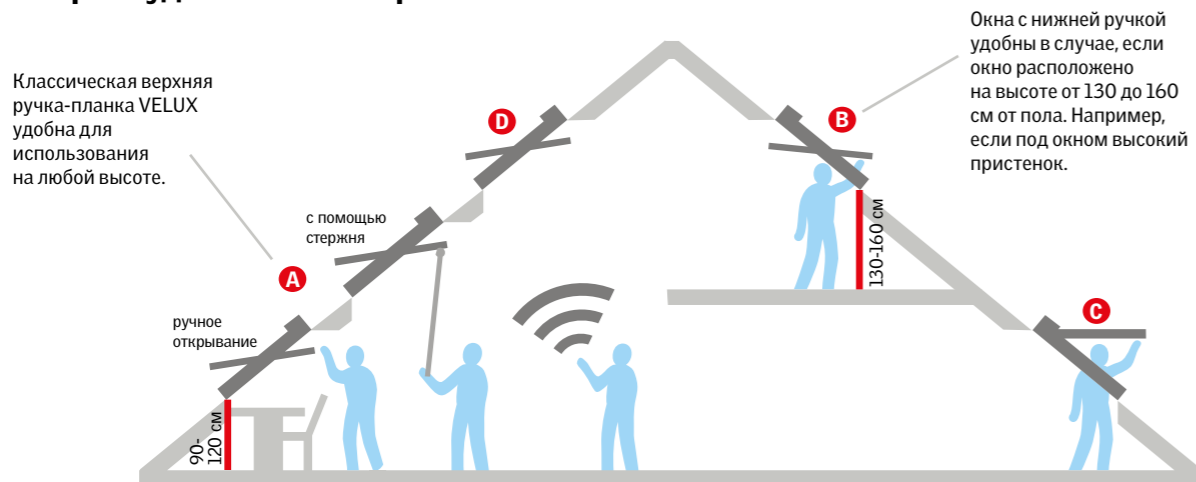 Классическая верхняя
ручка-планка VELUX
удобна для
использования
на любой высоте.
Окна с нижней ручкой
удобны в случае, если
окно расположено
на высоте от 130 до 160
см от пола. Например,
если под окном высокий
пристенок.
D
B
с помощью
стержня
A
130-160 см
C
ручное
открывание
90-
120 см